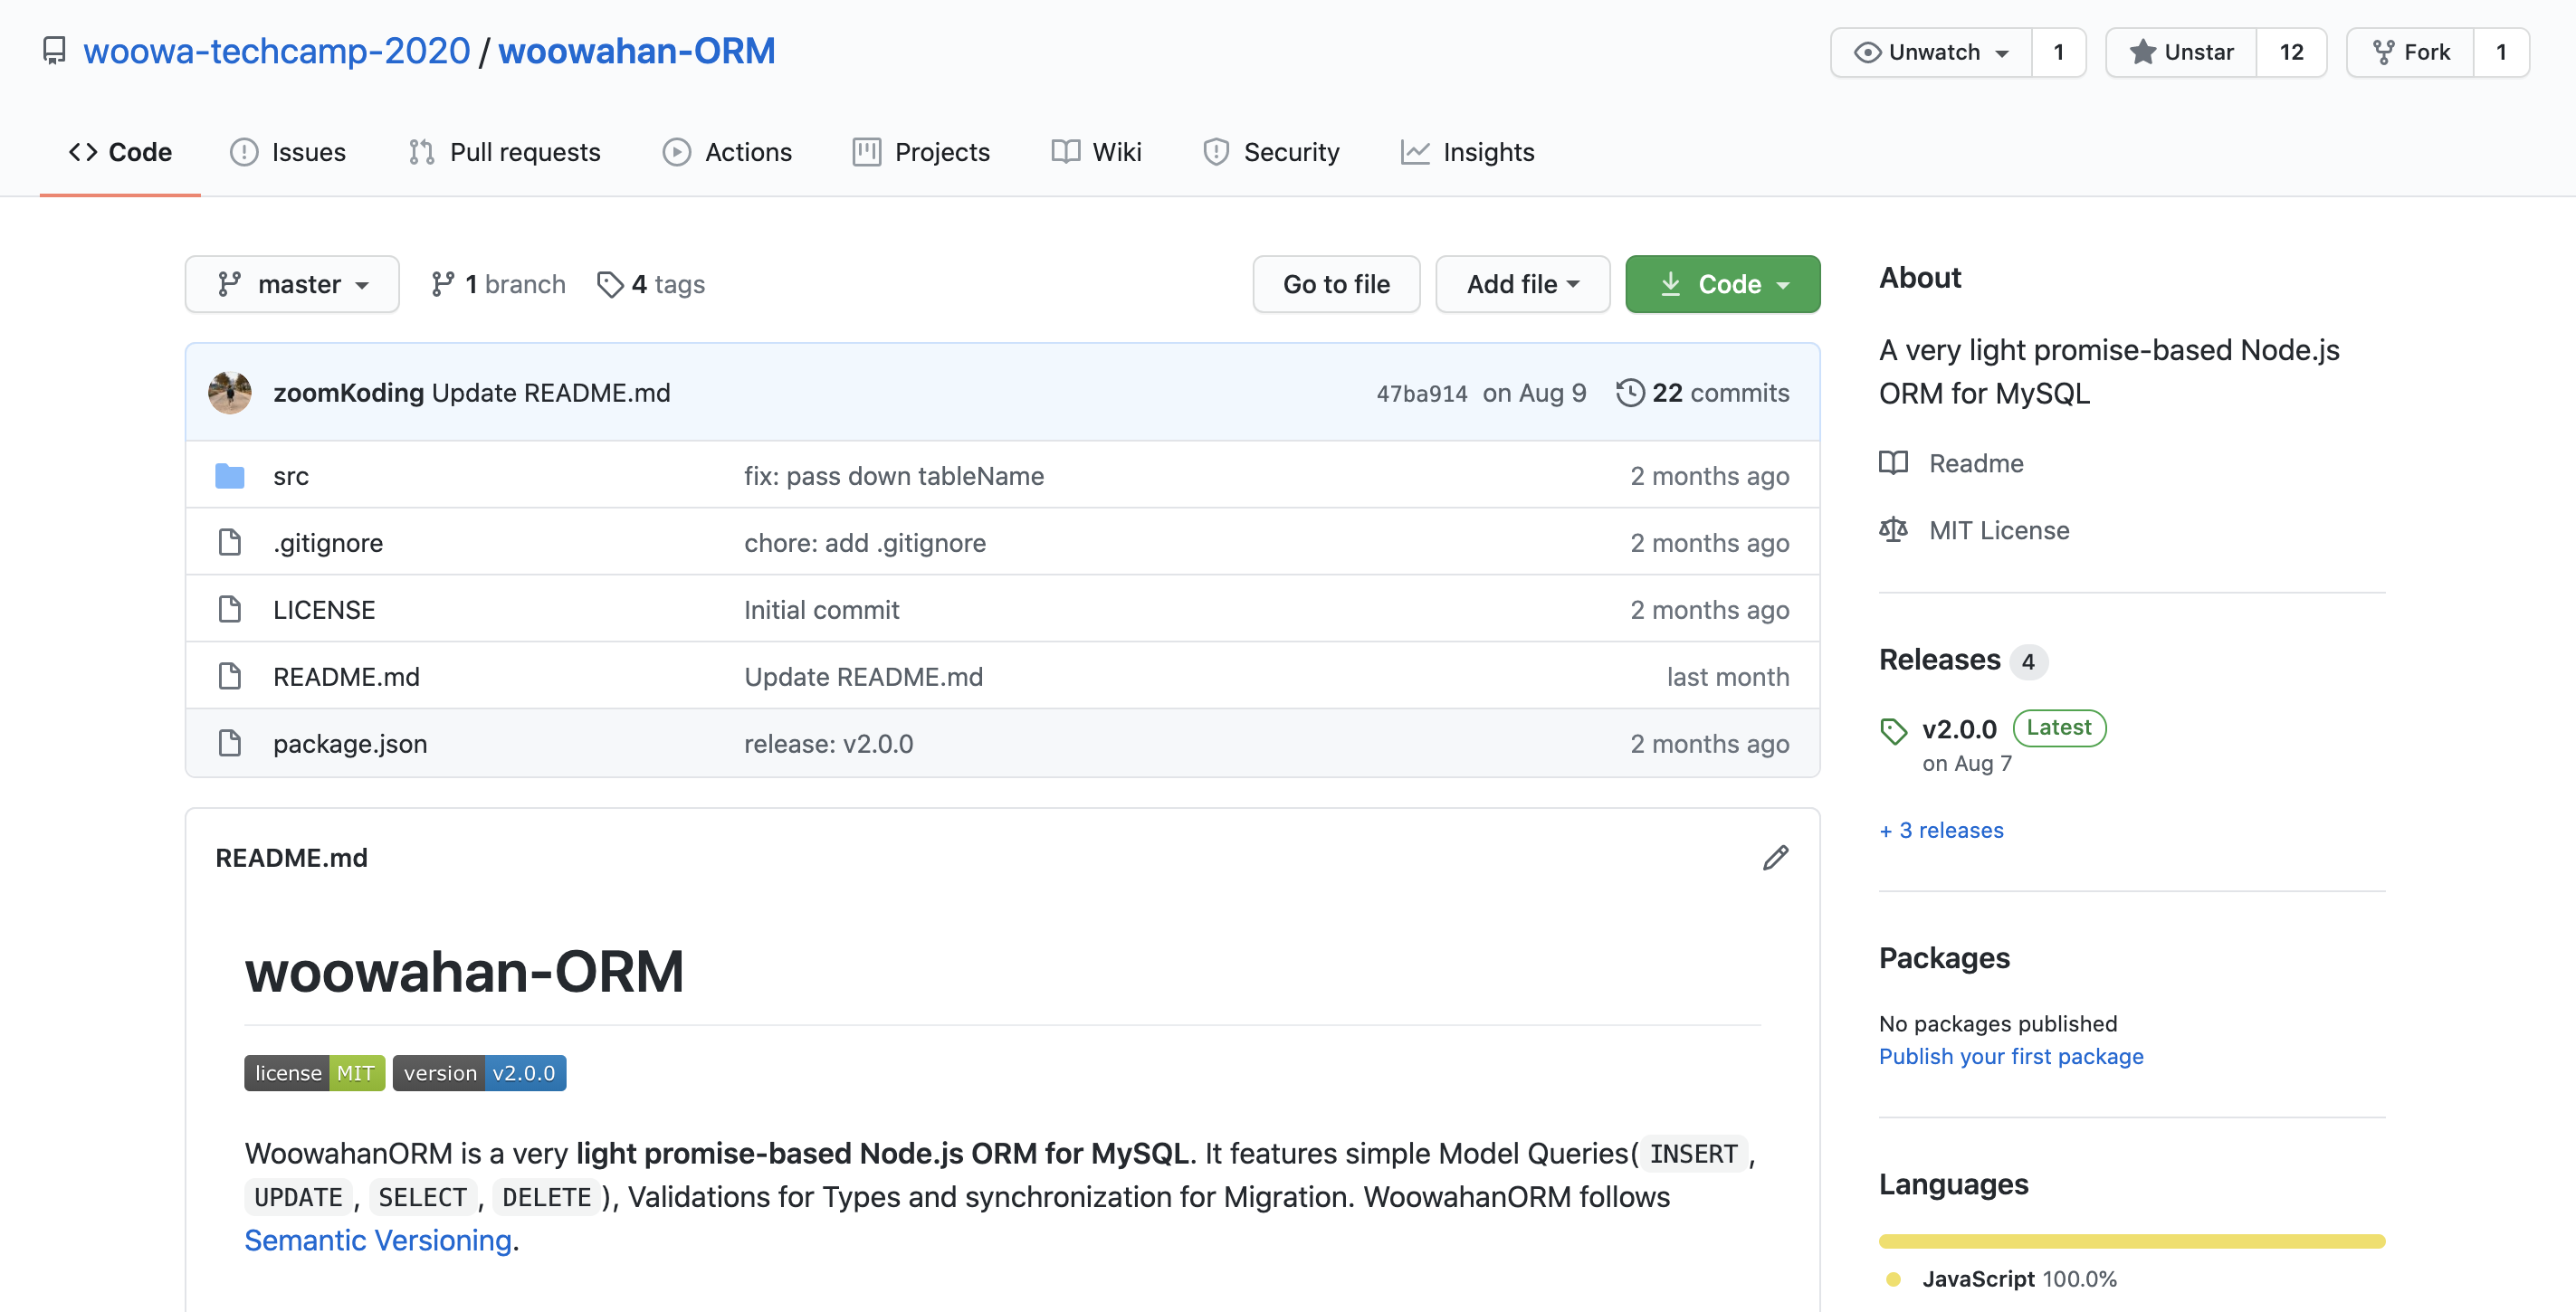 woowa-techcamp-2020 / woowahan-ORM
Unwatch 1 Unstar 12 Fork 1
Code Issues Pull requests Actions Projects Wiki Security Insights
master 1 branch 4 tags Go to file Add file Code
zoomKoding Update README.md 47ba914 on Aug 9 22 commits
src fix: pass down tableName 2 months ago
.gitignore chore: add .gitignore 2 months ago
LICENSE Initial commit 2 months ago
README.md Update README.md last month
package.json release: v2.0.0 2 months ago
README.md
woowahan-ORM
license MIT version v2.0.0
WoowahanORM is a very light promise-based Node.js ORM for MySQL. It features simple Model Queries( INSERT ,
UPDATE , SELECT , DELETE ), Validations for Types and synchronization for Migration. WoowahanORM follows
Semantic Versioning.
About
A very light promise-based Node.js
ORM for MySQL
Readme
MIT License
Releases 4
v2.0.0 Latest
on Aug 7
+ 3 releases
Packages
No packages published
Publish your first package
Languages
JavaScript 100.0%